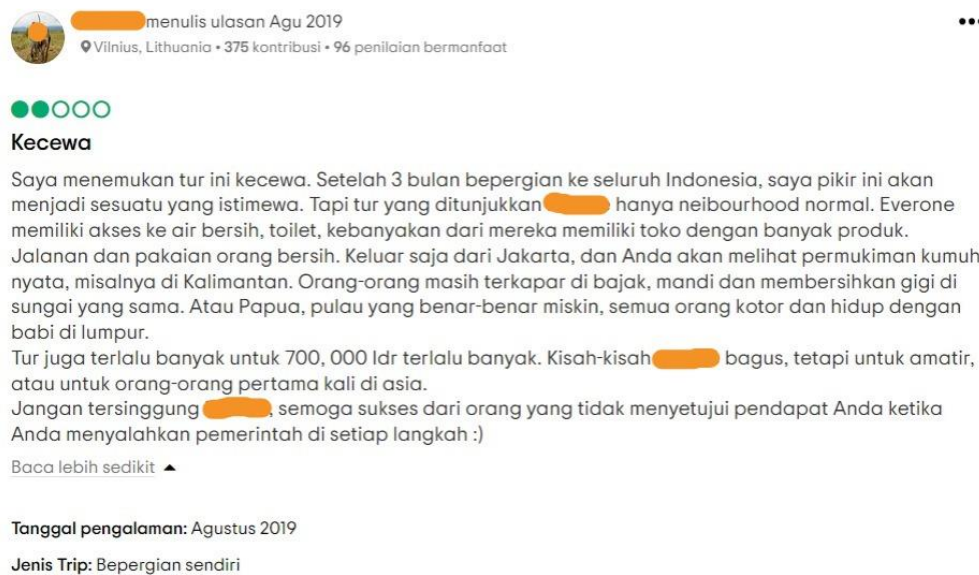 menulis ulasan Agu 2019
Vilnius, Lithuania • 375 kontribusi • 96 penilaian bermanfaat
Kecewa
Saya menemukan tur ini kecewa. Setelah 3 bulan bepergian ke seluruh Indonesia, saya pikir ini akan
menjadi sesuatu yang istimewa. Tapi tur yang ditunjukkan hanya neibourhood normal. Everone
memiliki akses ke air bersih, toilet, kebanyakan dari mereka memiliki toko dengan banyak produk.
Jalanan dan pakaian orang bersih. Keluar saja dari Jakarta, dan Anda akan melihat permukiman kumuh
nyata, misalnya di Kalimantan. Orang-orang masih terkapar di bajak, mandi dan membersihkan gigi di
sungai yang sama. Atau Papua, pulau yang benar-benar miskin, semua orang kotor dan hidup dengan
babi di lumpur.
Tur juga terlalu banyak untuk 700, 000 Idr terlalu banyak. Kisah-kisah bagus, tetapi untuk amatir,
atau untuk orang-orang pertama kali di asia.
Jangan tersinggung , semoga sukses dari orang yang tidak menyetujui pendapat Anda ketika
Anda menyalahkan pemerintah di setiap langkah :)
Baca lebih sedikit
Tanggal pengalaman: Agustus 2019
Jenis Trip: Bepergian sendiri